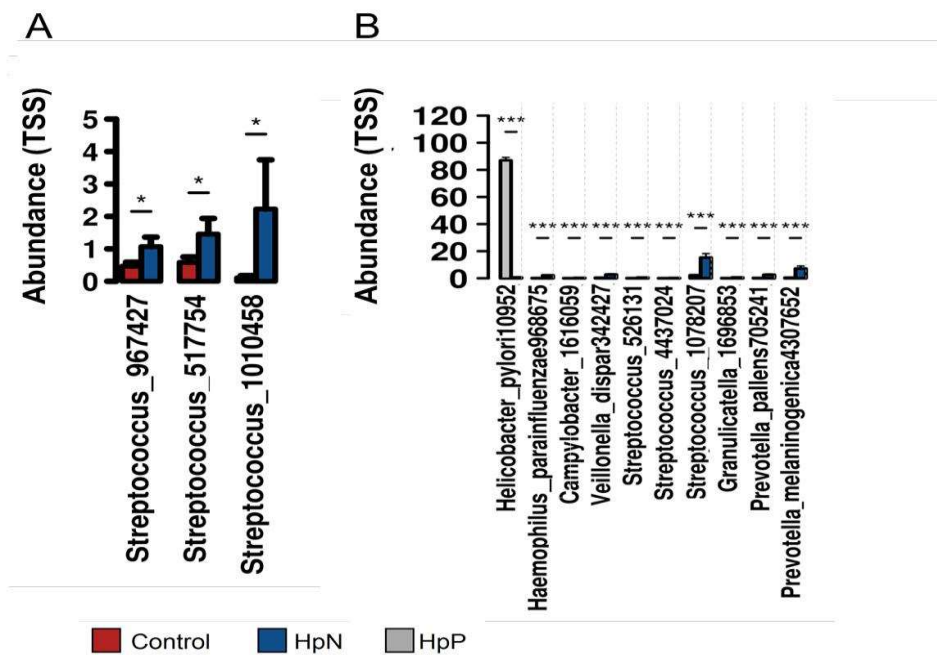 A
B
Abundance (TSS)
5
4
3
2
1
0
*
*
*
Streptococcus_967427
Streptococcus_517754
Streptococcus_1010458
Abundance (TSS)
120
100
80
60
40
20
0
***
***
***
***
***
***
***
***
***
***
Helicobacter_pylori10952
Haemophilus_parainfluenzae968675
Campylobacter_1616059
Veillonella_dispar342427
Streptococcus_526131
Streptococcus_4437024
Streptococcus_1078207
Granulicatella_1696853
Prevotella_pallens705241
Prevotella_melaninogenica4307652
Control
HpN
HpP